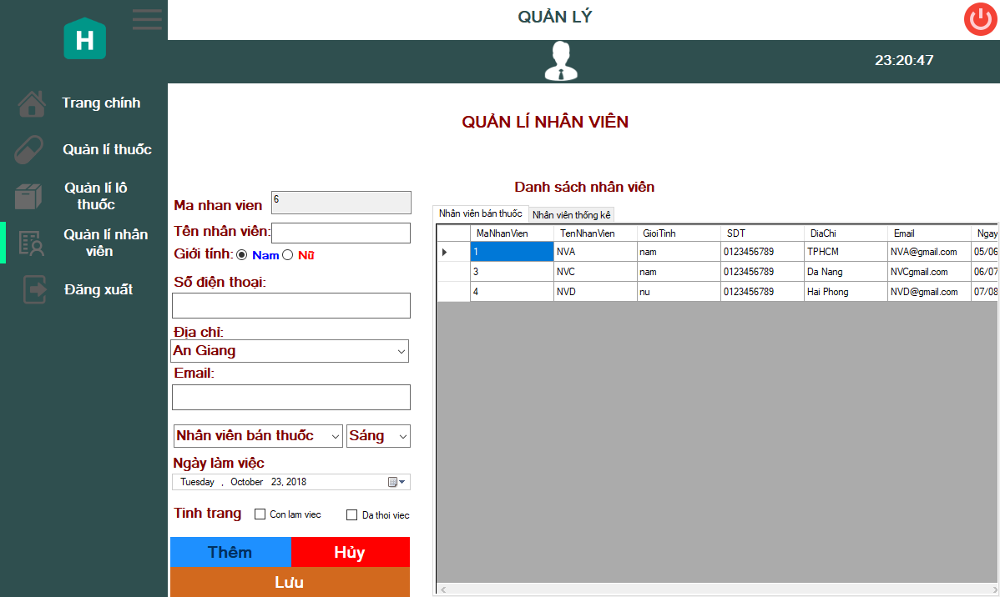 QUẢN LÝ
H
23:20:47
Trang chính
Quản lí thuốc
Quản lí lô
thuốc
Quản lí nhân
viên
Đăng xuất
QUẢN LÍ NHÂN VIÊN
Ma nhan vien 6
Tên nhân viên:
Giới tính: Nam Nữ
Số điện thoại:
Địa chỉ:
An Giang
Email:
Nhân viên bán thuốc Sáng
Ngày làm việc
Tuesday , October 23, 2018
Tinh trang Con lam viec Da thoi viec
Thêm Hủy
Lưu
Danh sách nhân viên
Nhân viên bán thuốc Nhân viên thống kê
MaNhanVien TenNhanVien GioiTinh SDT DiaChi Email Ngay
1 NVA nam 0123456789 TPHCM NVA@gmail.com 05/06
3 NVC nam 0123456789 Da Nang NVCgmail.com 06/07
4 NVD nu 0123456789 Hai Phong NVD@gmail.com 07/08